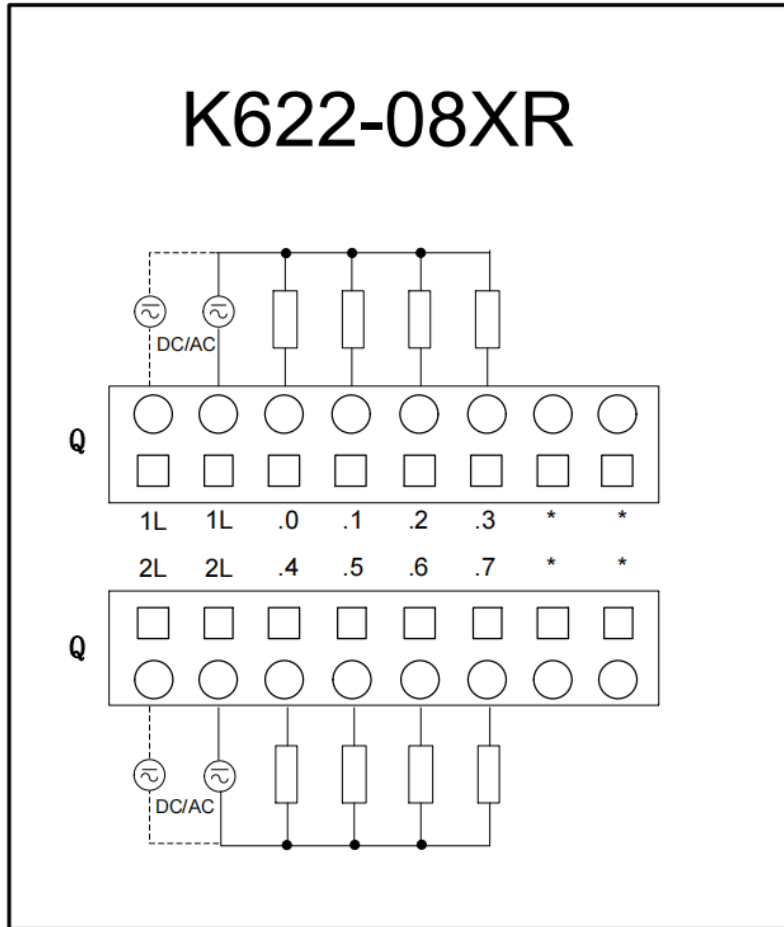 K622-08XR
DC/AC
Q
1L 1L .0 .1 .2 .3 * *
2L 2L .4 .5 .6 .7 * *
Q
DC/AC